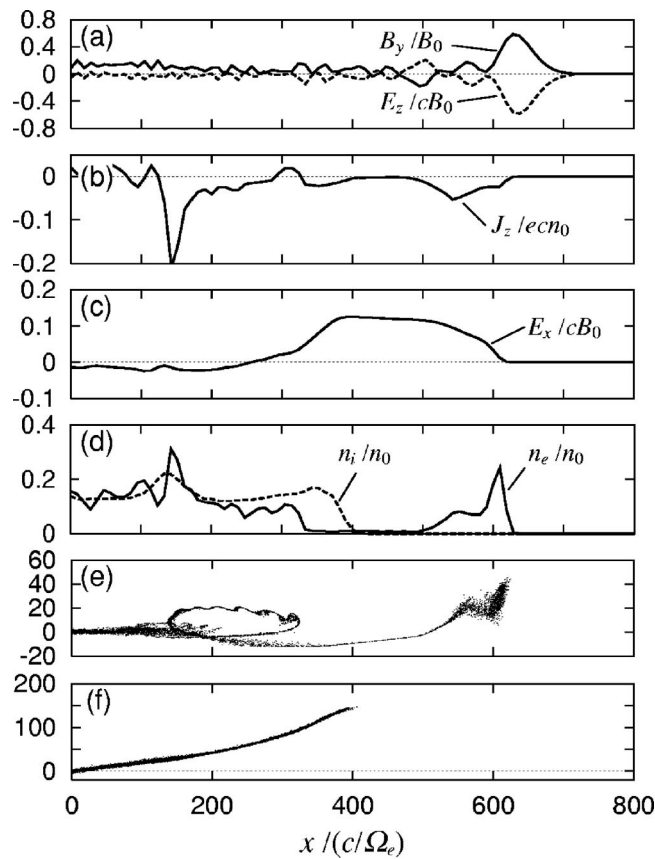 (a)
B_y/B_0
E_z/cB_0
0.8
0.4
0
-0.4
-0.8
(b)
J_z/ecn_0
0
-0.1
-0.2
(c)
E_x/cB_0
0.2
0.1
0
-0.1
(d)
n_i/n_0
n_e/n_0
0.4
0.2
0
(e)
60
40
20
0
-20
(f)
200
100
0
0 200 400 600 800
x/(c/Ω_e)